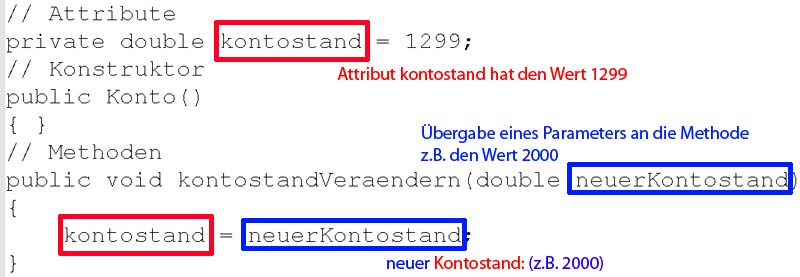 // Attribute
private double kontostand = 1299;
// Konstruktor
Attribut kontostand hat den Wert 1299
public Konto()
{ }
Übergabe eines Parameters an die Methode
z.B. den Wert 2000
// Methoden
public void kontostandVeraendern(double neuerKontostand)
{
kontostand = neuerKontostand;
}
neuer Kontostand: (z.B. 2000)